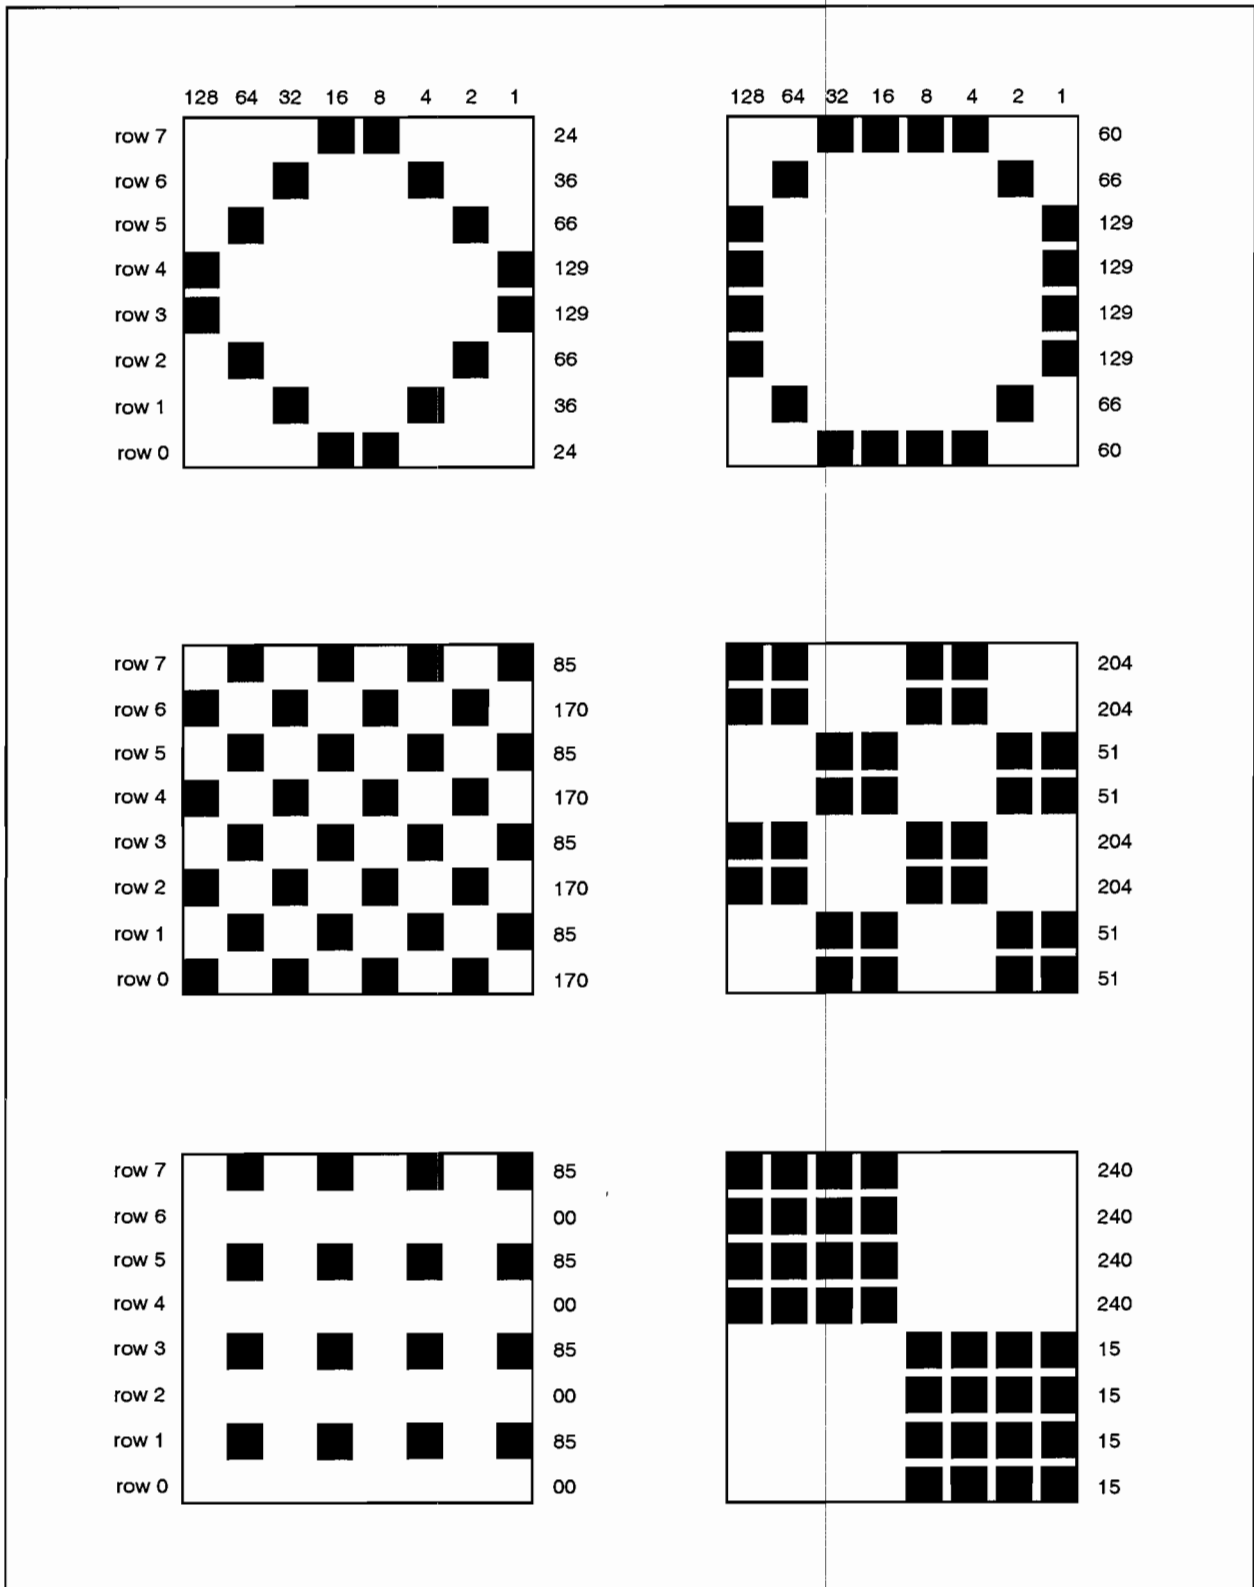 128 64 32 16 8 4 2 1
row 7 24
row 6 36
row 5 66
row 4 129
row 3 129
row 2 66
row 1 36
row 0 24
128 64 32 16 8 4 2 1
60
66
129
129
129
129
66
60
row 7 85
row 6 170
row 5 85
row 4 170
row 3 85
row 2 170
row 1 85
row 0 170
204
204
51
51
204
204
51
51
row 7 85
row 6 00
row 5 85
row 4 00
row 3 85
row 2 00
row 1 85
row 0 00
240
240
240
240
15
15
15
15